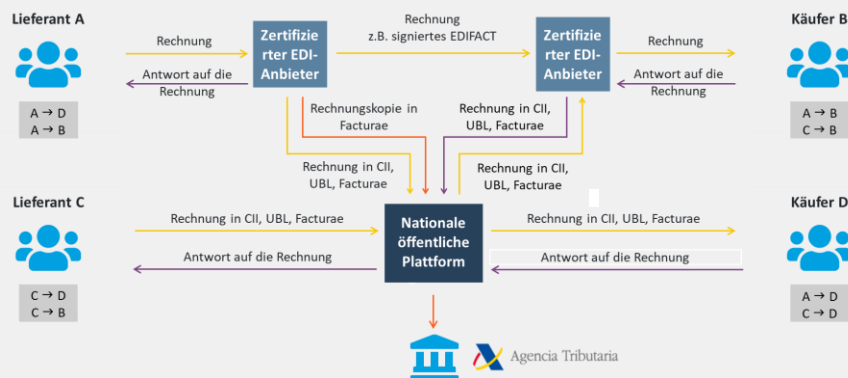 Lieferant A
Rechnung
Antwort auf die
Rechnung
A → D
A → B
Zertifizie
rter EDI-
Anbieter
Rechnung
z.B. signiertes EDIFACT
Zertifizie
rter EDI-
Anbieter
Rechnung
Antwort auf die
Rechnung
Käufer B
A → B
C → B
Rechnungskopie in
Facturae
Rechnung in CII,
UBL, Facturae
Rechnung in CII,
UBL, Facturae
Rechnung in CII,
UBL, Facturae
Lieferant C
Rechnung in CII, UBL, Facturae
Antwort auf die Rechnung
C → D
C → B
Nationale
öffentliche
Plattform
Rechnung in CII, UBL, Facturae
Antwort auf die Rechnung
Käufer D
A → D
C → D
Agencia Tributaria